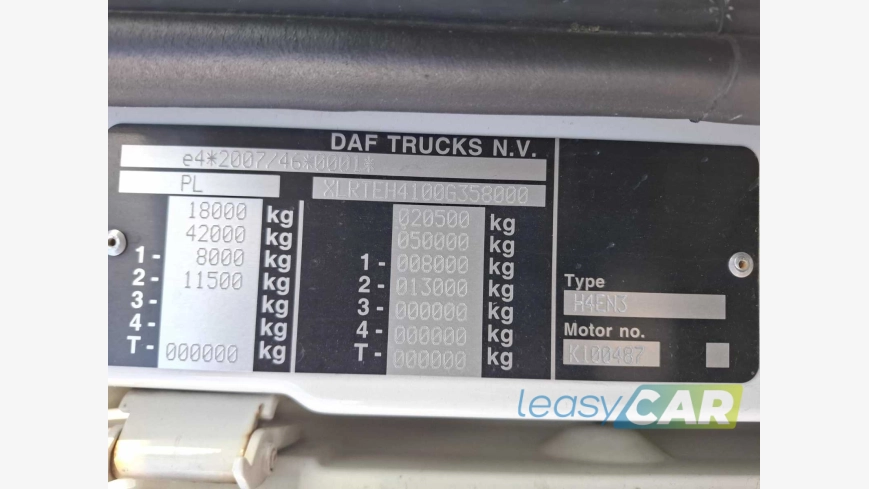 DAF TRUCKS N.V.
e4*2007/46*0001*
PL XLRTEH4100G358000
18000 kg 020500 kg
42000 kg 050000 kg
1- 8000 kg 1- 008000 kg
2- 11500 kg 2- 013000 kg
3- kg 3- 000000 kg
4- kg 4- 000000 kg
T- 000000 kg T- 000000 kg
Type
H4EN3
Motor no.
K100487
leasyCAR